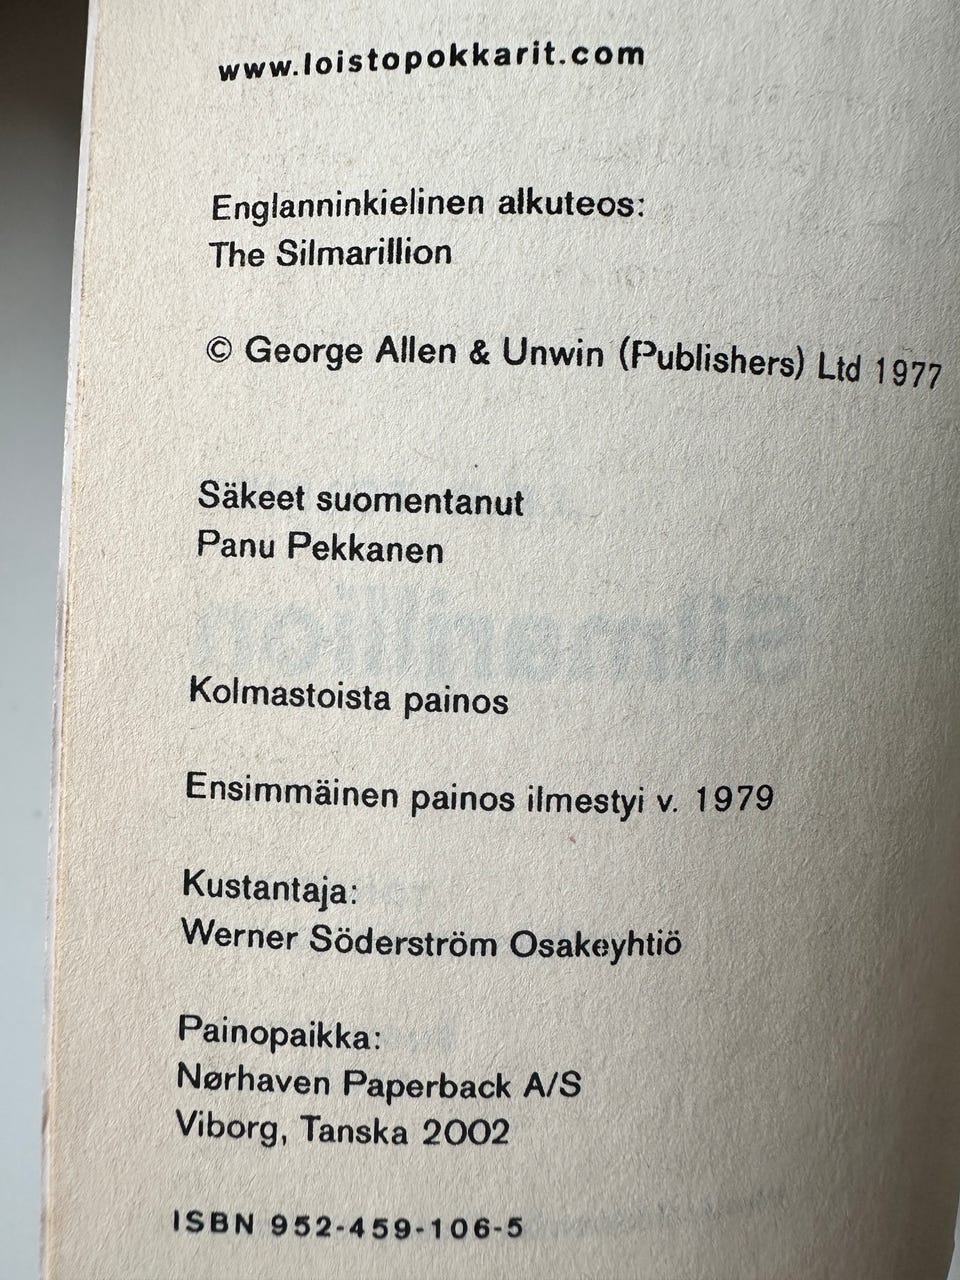 www.loistopokkarit.com
Englanninkielinen alkuteos:
The Silmarillion
© George Allen & Unwin (Publishers) Ltd 1977
Säkeet suomentanut
Panu Pekkanen
Silmarillion
Kolmastoista painos
Ensimmäinen painos ilmestyi v. 1979
Kustantaja:
Werner Söderström Osakeyhtiö
Painopaikka:
Nørhaven Paperback A/S
Viborg, Tanska 2002
ISBN 952-459-106-5